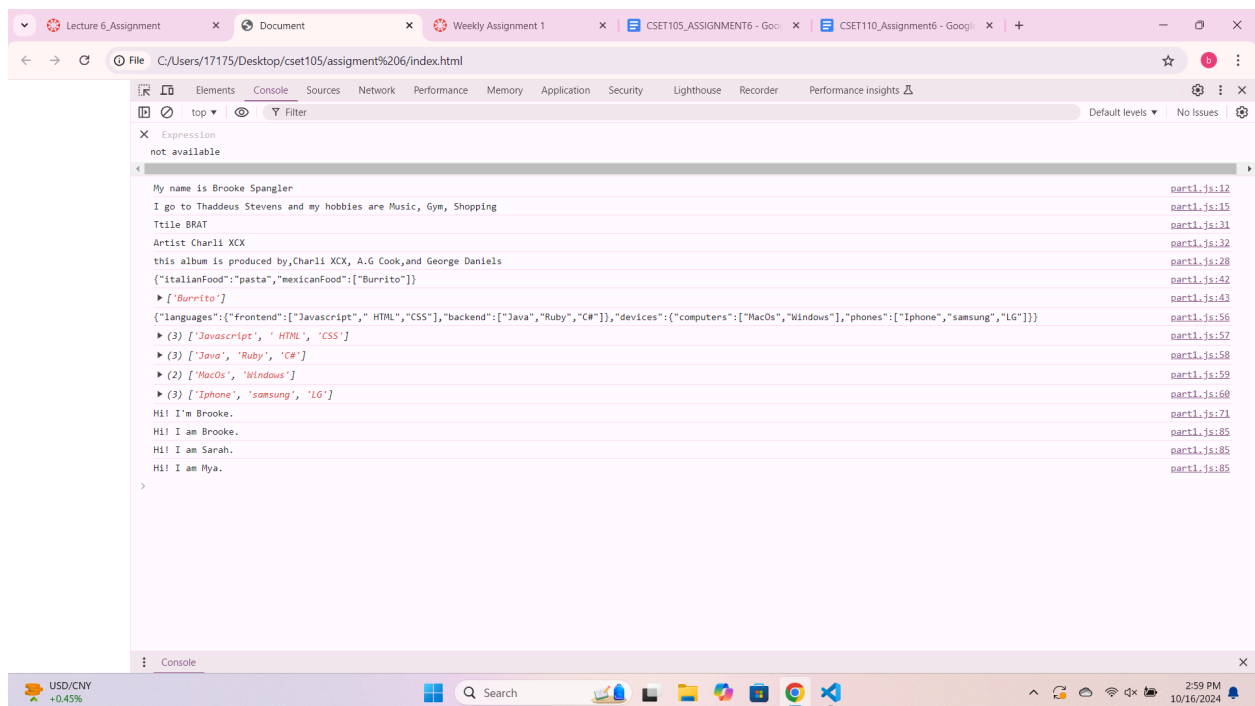 Lecture 6_Assignment
Document
Weekly Assignment 1
CSET105_ASSIGNMENT6 - Goo
CSET110_Assignment6 - Googl
File C:/Users/17175/Desktop/cset105/assigment%206/index.html
b
Elements Console Sources Network Performance Memory Application Security Lighthouse Recorder Performance insights
top Filter Default levels No Issues
Expression
not available
My name is Brooke Spangler part1.js:12
I go to Thaddeus Stevens and my hobbies are Music, Gym, Shopping part1.js:15
Ttile BRAT part1.js:31
Artist Charli XCX part1.js:32
this album is produced by,Charli XCX, A.G Cook,and George Daniels part1.js:28
{"italianFood":"pasta","mexicanFood":["Burrito"]} part1.js:42
['Burrito'] part1.js:43
{"languages":{"frontend":["Javascript"," HTML","CSS"],"backend":["Java","Ruby","C#"]},"devices":{"computers":["MacOs","Windows"],"phones":["Iphone","samsung","LG"]}} part1.js:56
(3) ['Javascript', ' HTML', 'CSS'] part1.js:57
(3) ['Java', 'Ruby', 'C#'] part1.js:58
(2) ['MacOs', 'Windows'] part1.js:59
(3) ['Iphone', 'samsung', 'LG'] part1.js:60
Hi! I'm Brooke. part1.js:71
Hi! I am Brooke. part1.js:85
Hi! I am Sarah. part1.js:85
Hi! I am Mya. part1.js:85
Console
USD/CNY
+0.45%
Search
2:59 PM
10/16/2024